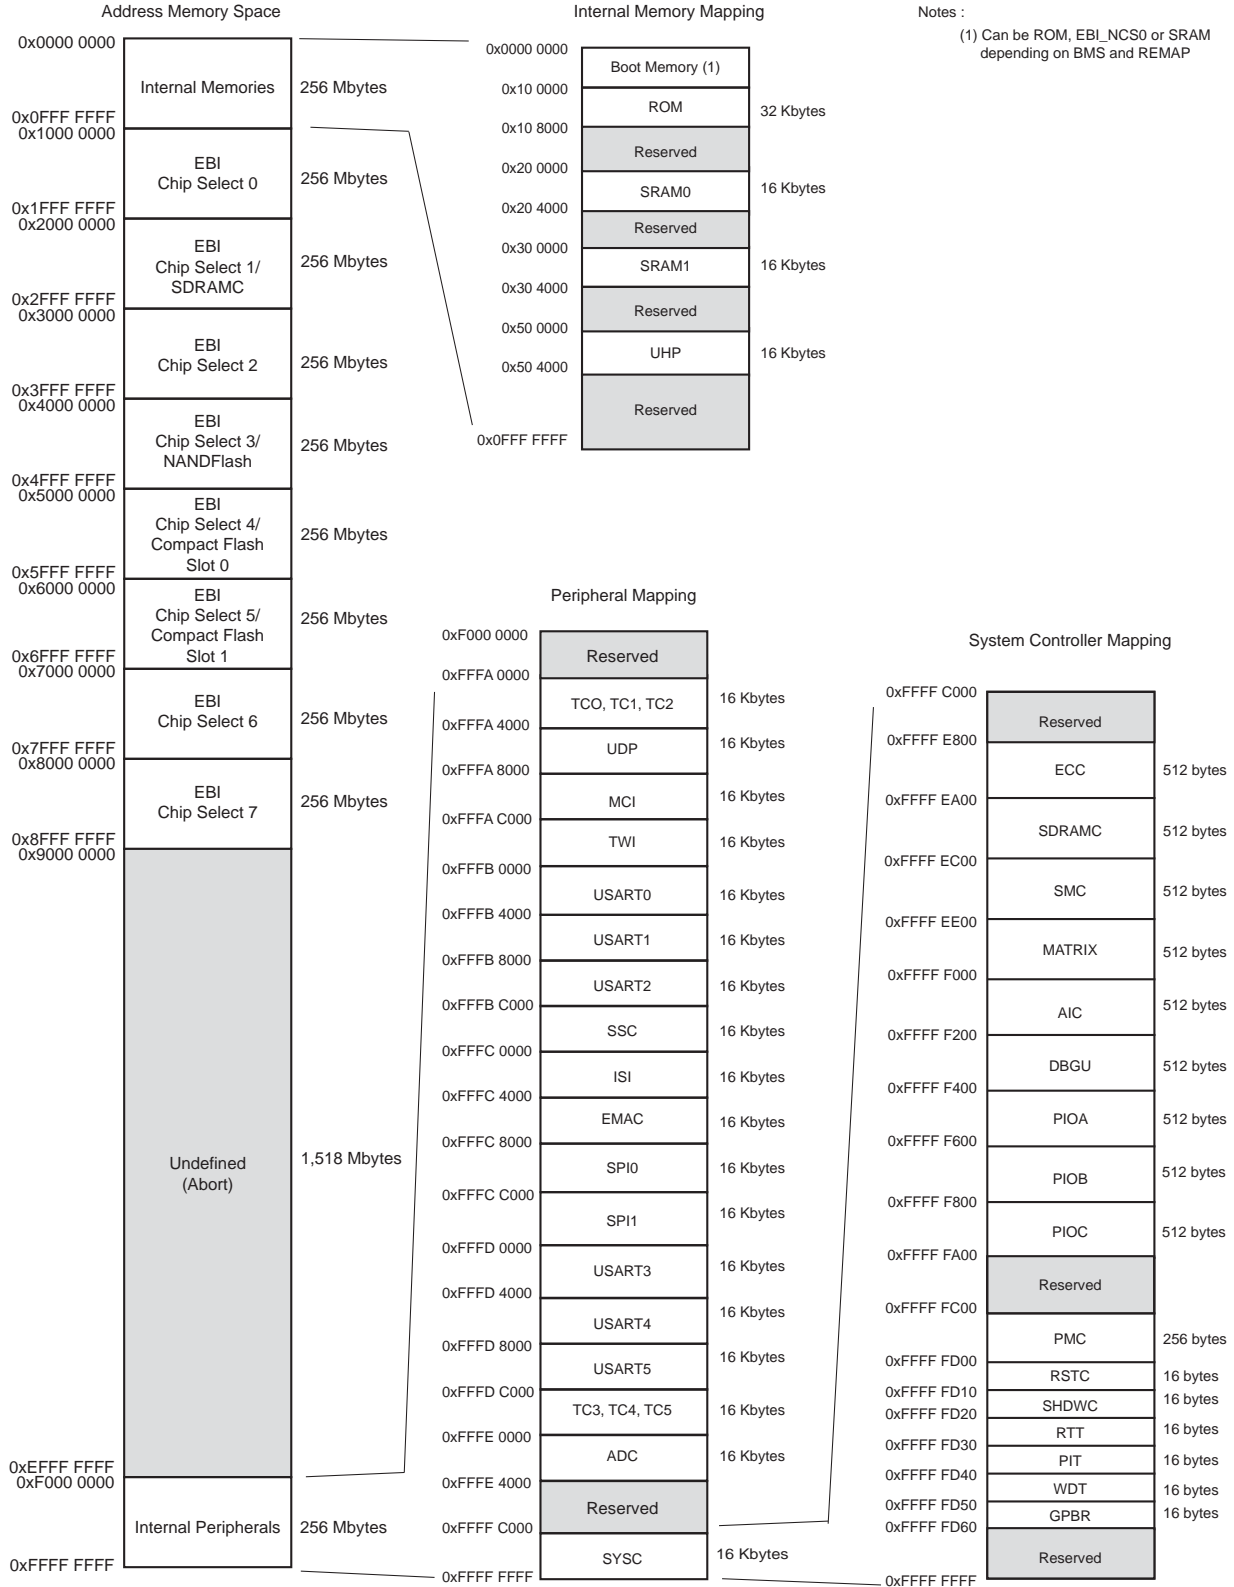 Address Memory Space
0x0000 0000
Internal Memories
256 Mbytes
0x0FFF FFFF
0x1000 0000
EBI
Chip Select 0
256 Mbytes
0x1FFF FFFF
0x2000 0000
EBI
Chip Select 1/
SDRAMC
256 Mbytes
0x2FFF FFFF
0x3000 0000
EBI
Chip Select 2
256 Mbytes
0x3FFF FFFF
0x4000 0000
EBI
Chip Select 3/
NANDFlash
256 Mbytes
0x4FFF FFFF
0x5000 0000
EBI
Chip Select 4/
Compact Flash
Slot 0
256 Mbytes
0x5FFF FFFF
0x6000 0000
EBI
Chip Select 5/
Compact Flash
Slot 1
256 Mbytes
0x6FFF FFFF
0x7000 0000
EBI
Chip Select 6
256 Mbytes
0x7FFF FFFF
0x8000 0000
EBI
Chip Select 7
256 Mbytes
0x8FFF FFFF
0x9000 0000
Undefined
(Abort)
1,518 Mbytes
0xEFFF FFFF
0xF000 0000
Internal Peripherals
256 Mbytes
0xFFFF FFFF
Internal Memory Mapping
0x0000 0000
Boot Memory (1)
0x10 0000
ROM
32 Kbytes
0x10 8000
Reserved
0x20 0000
SRAM0
16 Kbytes
0x20 4000
Reserved
0x30 0000
SRAM1
16 Kbytes
0x30 4000
Reserved
0x50 0000
UHP
16 Kbytes
0x50 4000
Reserved
0x0FFF FFFF
Notes :
(1) Can be ROM, EBI_NCS0 or SRAM
depending on BMS and REMAP
Peripheral Mapping
0xF000 0000
Reserved
0xFFFA 0000
TCO, TC1, TC2
16 Kbytes
0xFFFA 4000
UDP
16 Kbytes
0xFFFA 8000
MCI
16 Kbytes
0xFFFA C000
TWI
16 Kbytes
0xFFFB 0000
USART0
16 Kbytes
0xFFFB 4000
USART1
16 Kbytes
0xFFFB 8000
USART2
16 Kbytes
0xFFFB C000
SSC
16 Kbytes
0xFFFC 0000
ISI
16 Kbytes
0xFFFC 4000
EMAC
16 Kbytes
0xFFFC 8000
SPI0
16 Kbytes
0xFFFC C000
SPI1
16 Kbytes
0xFFFD 0000
USART3
16 Kbytes
0xFFFD 4000
USART4
16 Kbytes
0xFFFD 8000
USART5
16 Kbytes
0xFFFD C000
TC3, TC4, TC5
16 Kbytes
0xFFFE 0000
ADC
16 Kbytes
0xFFFE 4000
Reserved
0xFFFF C000
SYSC
16 Kbytes
0xFFFF FFFF
System Controller Mapping
0xFFFF C000
Reserved
0xFFFF E800
ECC
512 bytes
0xFFFF EA00
SDRAMC
512 bytes
0xFFFF EC00
SMC
512 bytes
0xFFFF EE00
MATRIX
512 bytes
0xFFFF F000
AIC
512 bytes
0xFFFF F200
DBGU
512 bytes
0xFFFF F400
PIOA
512 bytes
0xFFFF F600
PIOB
512 bytes
0xFFFF F800
PIOC
512 bytes
0xFFFF FA00
Reserved
0xFFFF FC00
PMC
256 bytes
0xFFFF FD00
RSTC
16 bytes
0xFFFF FD10
SHDWC
16 bytes
0xFFFF FD20
RTT
16 bytes
0xFFFF FD30
PIT
16 bytes
0xFFFF FD40
WDT
16 bytes
0xFFFF FD50
GPBR
16 bytes
0xFFFF FD60
Reserved
0xFFFF FFFF